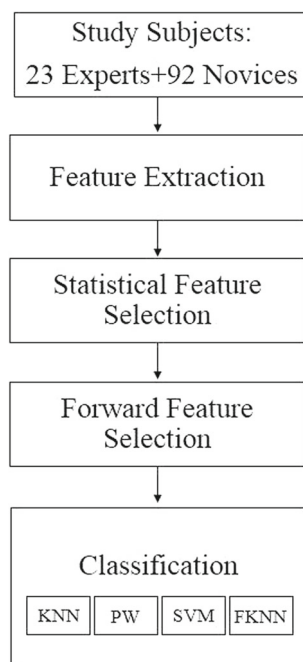 Study Subjects:
23 Experts+92 Novices
Feature Extraction
Statistical Feature
Selection
Forward Feature
Selection
Classification
KNN PW SVM FKNN